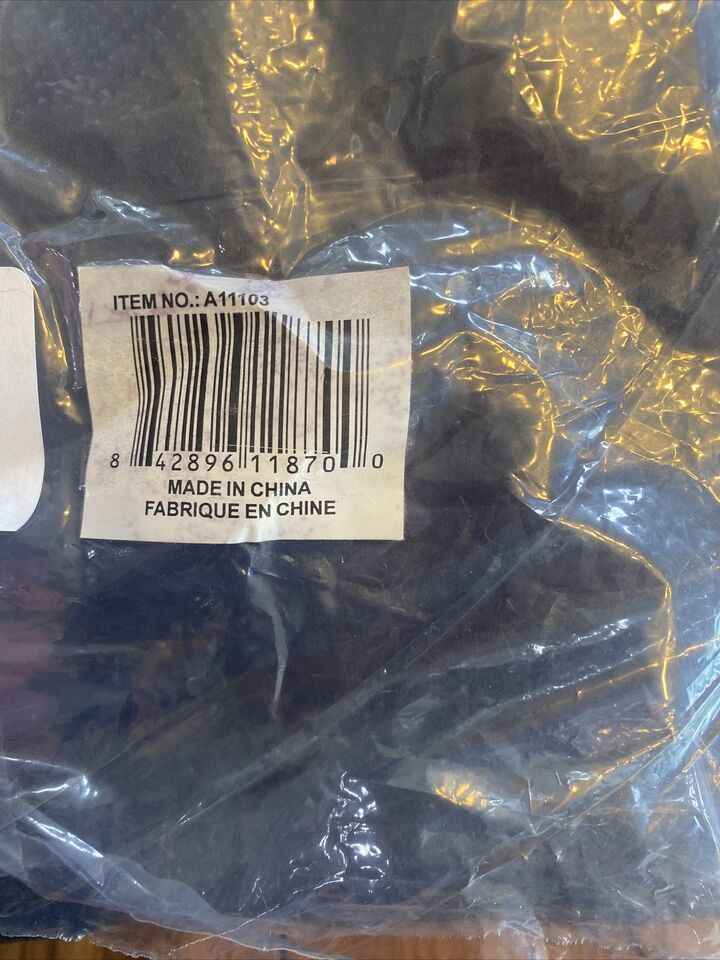 ITEM NO.: A11103
8 42896 11870 0
MADE IN CHINA
FABRIQUE EN CHINE